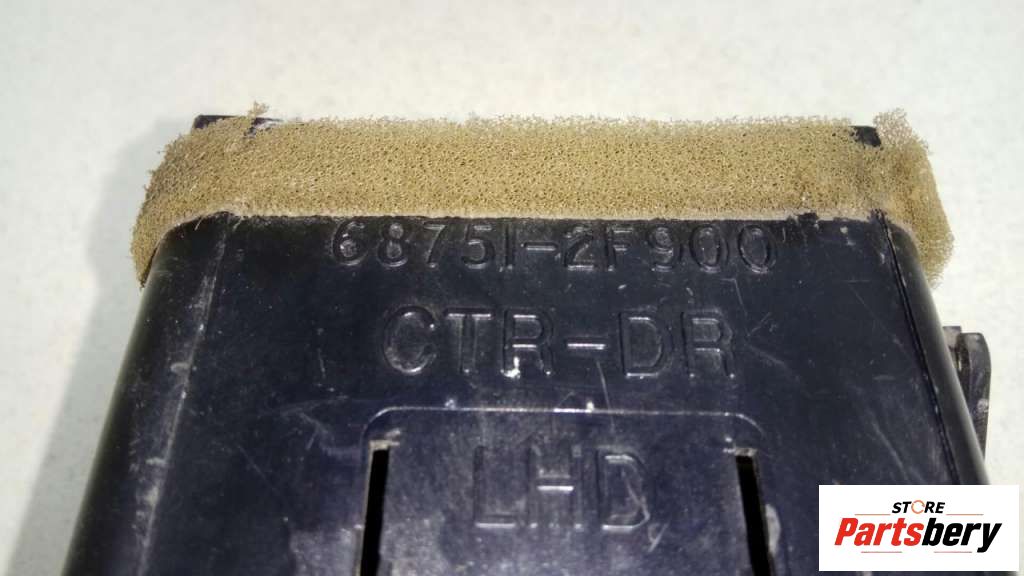 68751-2F900
CTR-DR
LHD
STORE
Partsbery